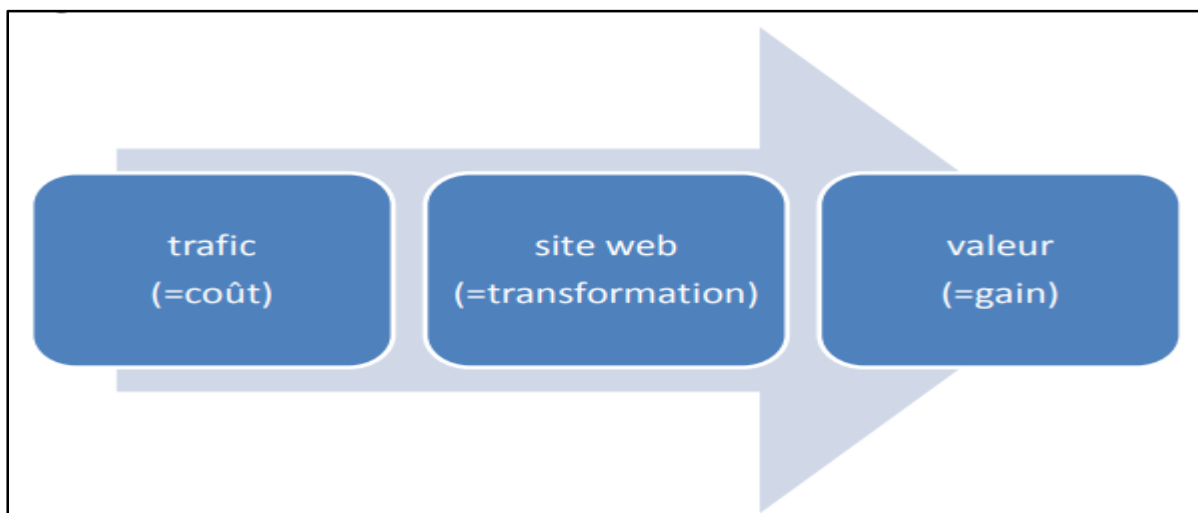 trafic
(=coût)
site web
(=transformation)
valeur
(=gain)